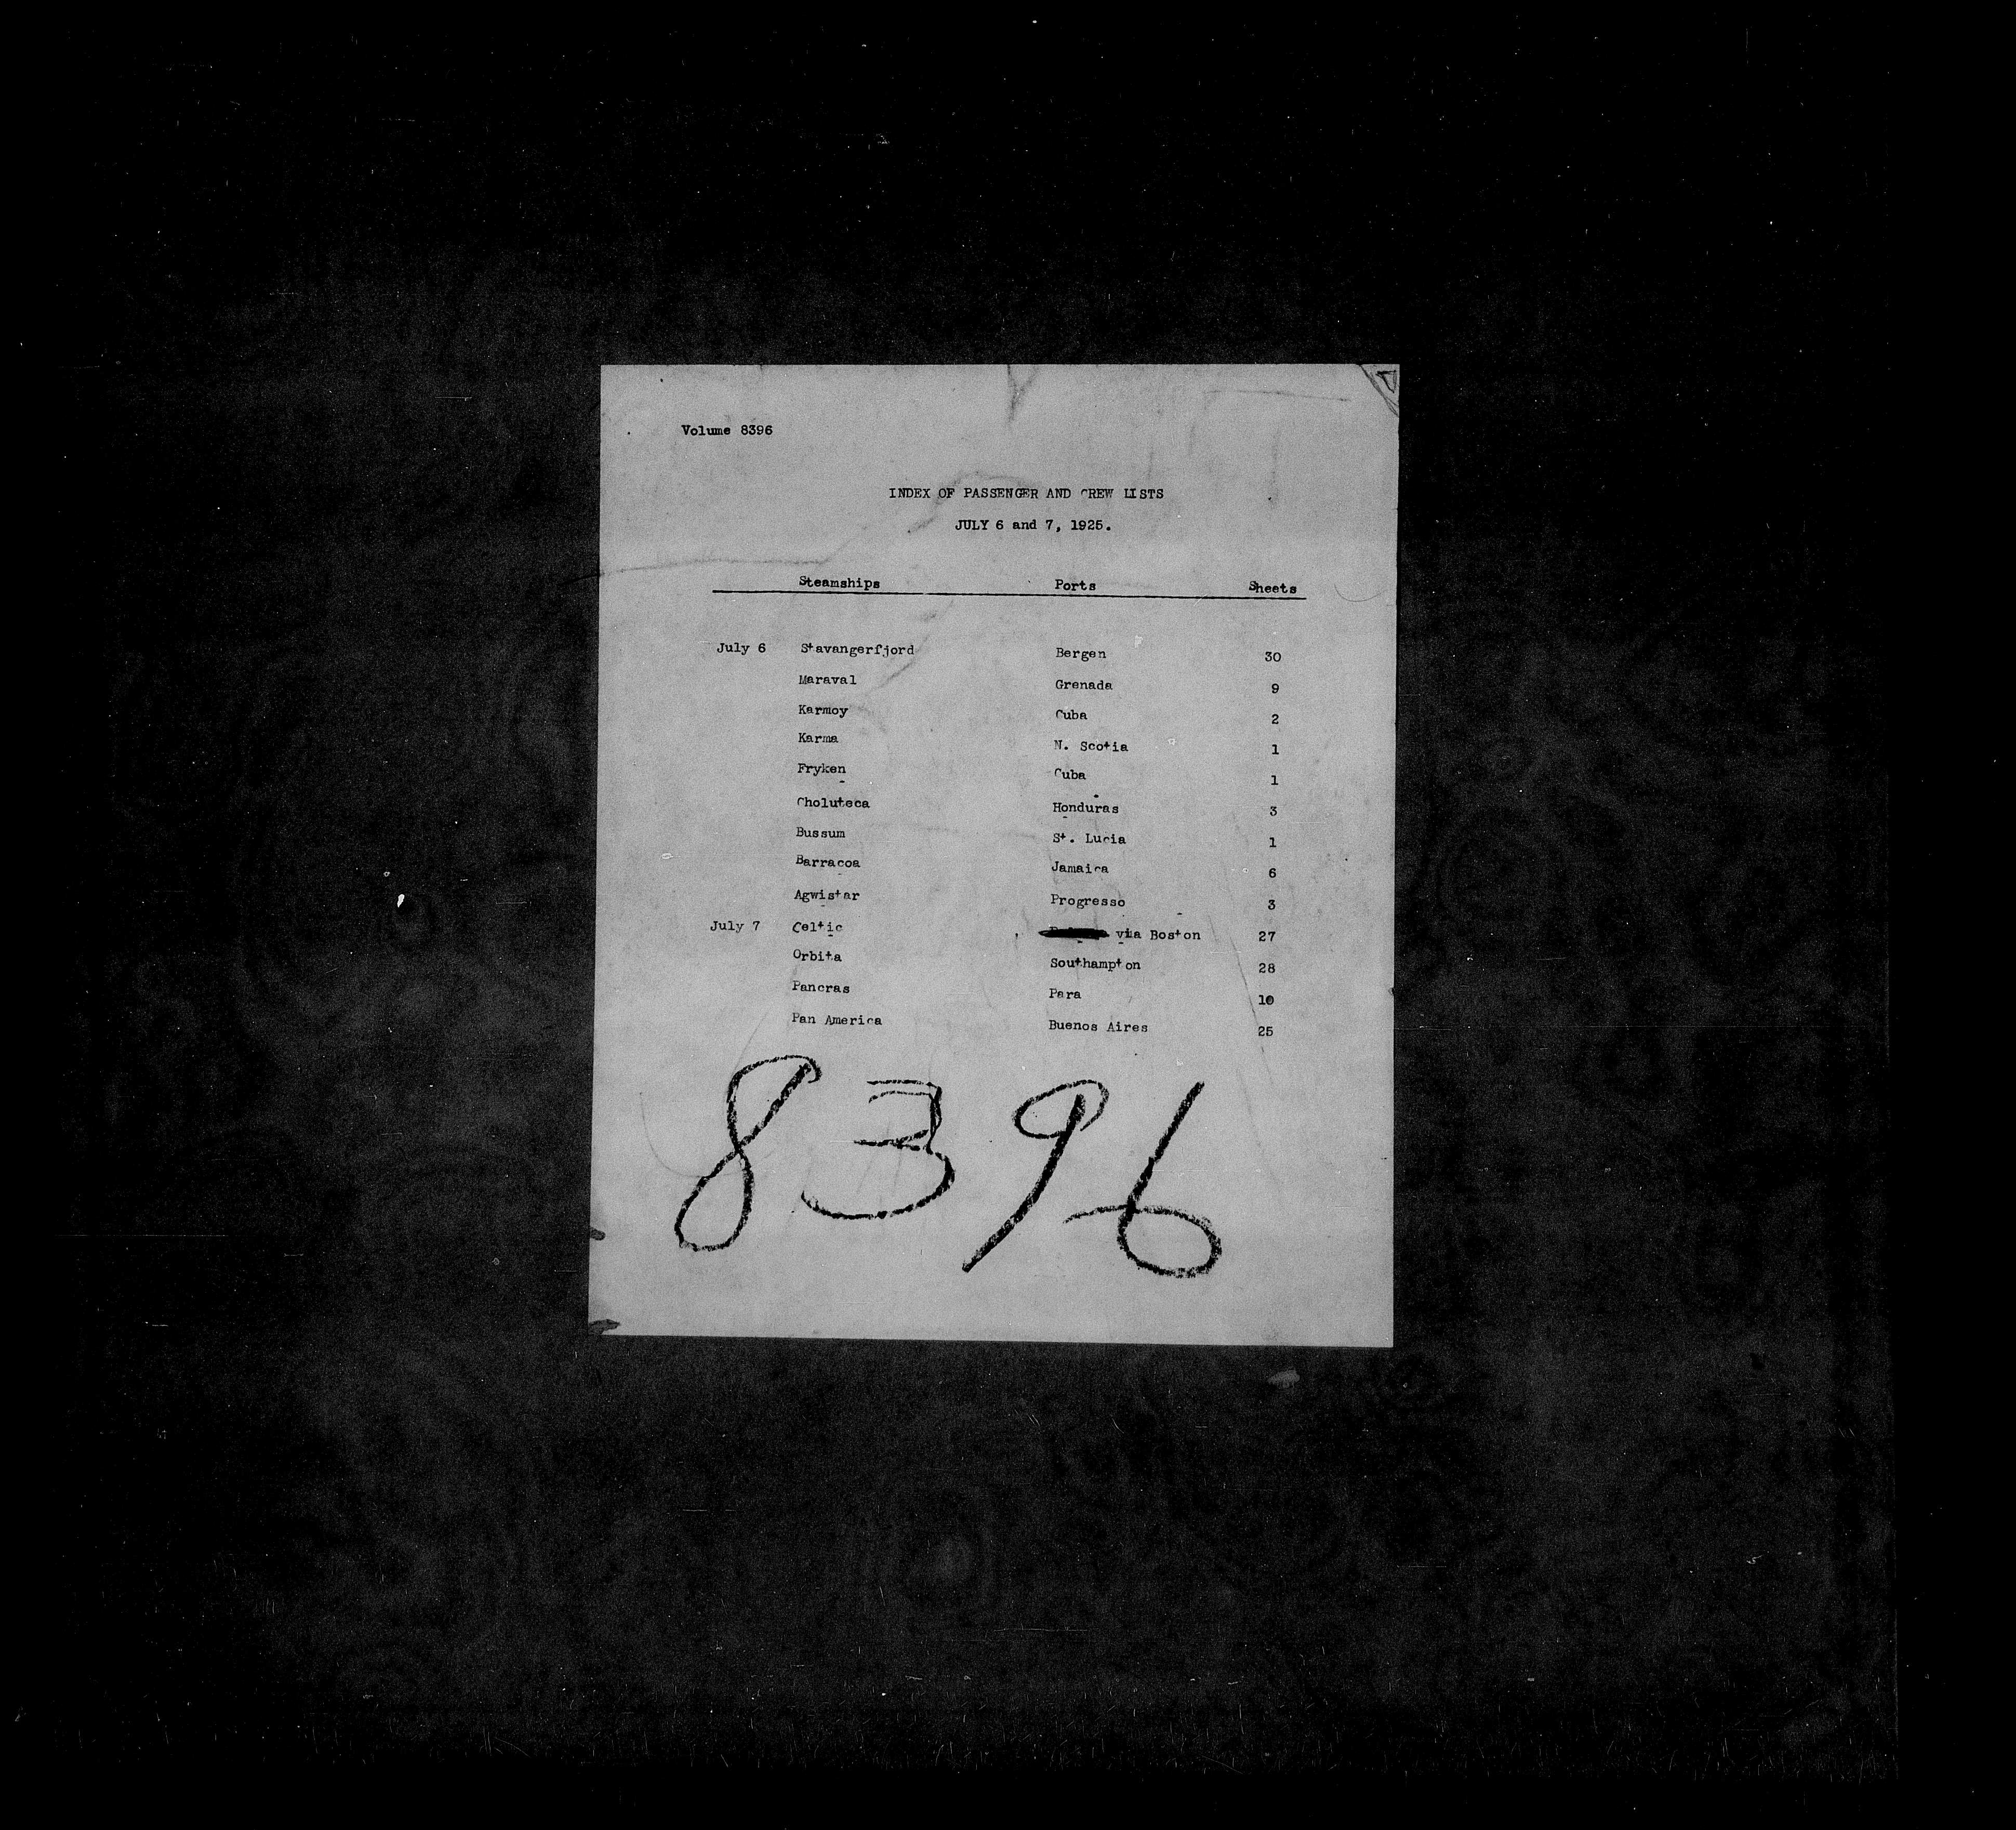 Volume 8396
INDEX OF PASSENGER AND CREW LISTS
JULY 6 and 7, 1925.
Steamships Ports Sheets
July 6 Stavangerfjord Bergen 30
Maraval Grenada 9
Karmoy Cuba 2
Karma N. Scotia 1
Fryken Cuba 1
Choluteca Honduras 3
Bussum St. Lucia 1
Barracoa Jamaica 6
Agwistar Progresso 3
July 7 Celtic via Boston 27
Orbita Southampton 28
Pancras Para 10
Pan America Buenos Aires 25
8396